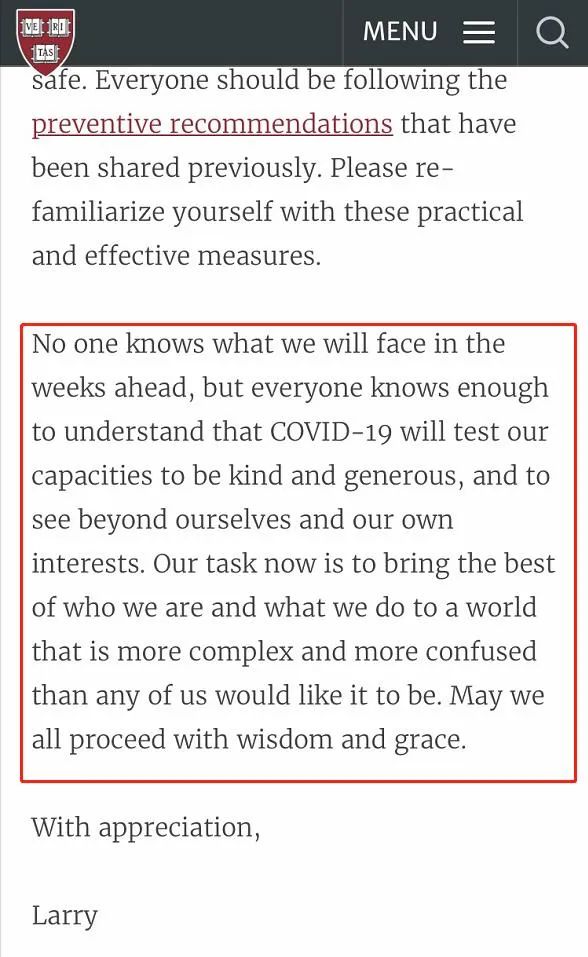 VE RI
TAS
MENU
safe. Everyone should be following the
preventive recommendations that have
been shared previously. Please re-
familiarize yourself with these practical
and effective measures.
No one knows what we will face in the
weeks ahead, but everyone knows enough
to understand that COVID-19 will test our
capacities to be kind and generous, and to
see beyond ourselves and our own
interests. Our task now is to bring the best
of who we are and what we do to a world
that is more complex and more confused
than any of us would like it to be. May we
all proceed with wisdom and grace.
With appreciation,
Larry